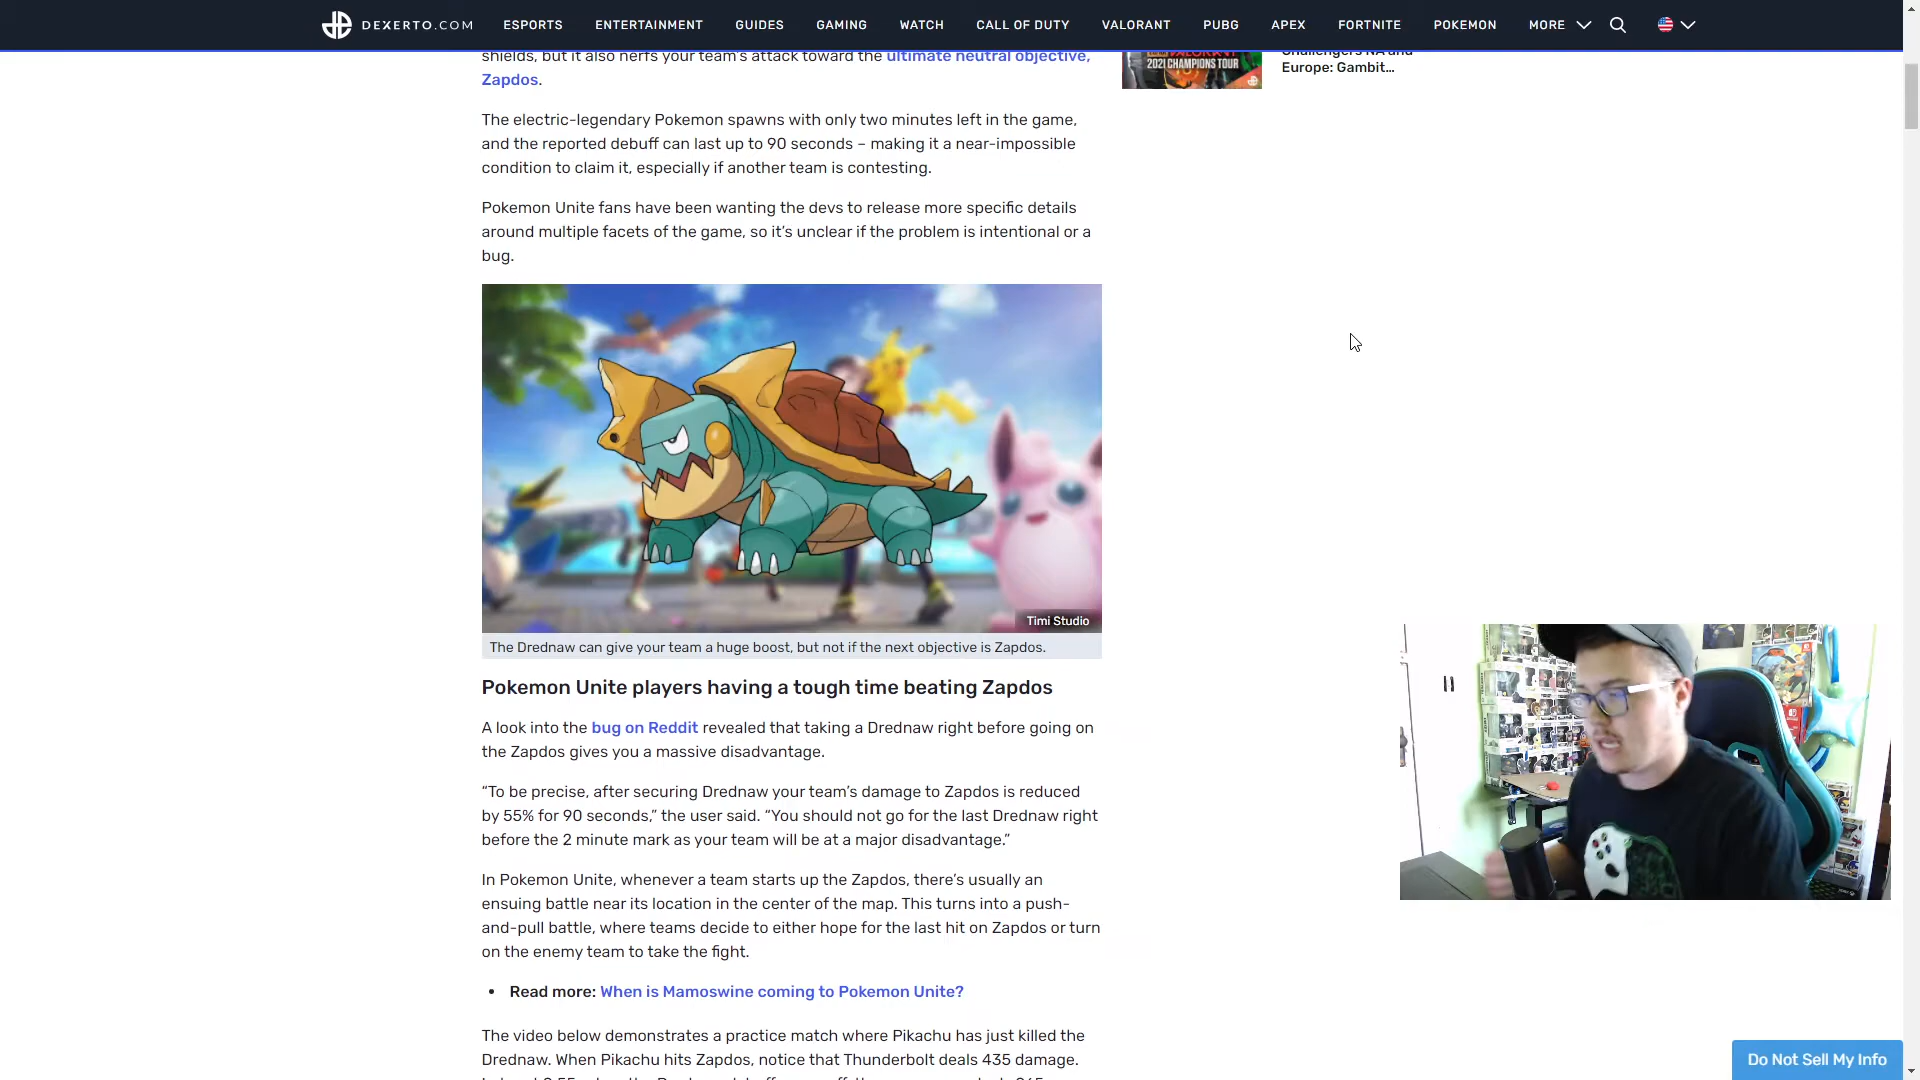 DEXERTO.COM ESPORTS ENTERTAINMENT GUIDES GAMING WATCH CALL OF DUTY VALORANT PUBG APEX FORTNITE POKEMON MORE
shields, but it also nerfs your team's attack toward the ultimate neutral objective,
Zapdos.
2021 CHAMPIONS TOUR
Challengers NA and
Europe: Gambit...
The electric-legendary Pokemon spawns with only two minutes left in the game,
and the reported debuff can last up to 90 seconds – making it a near-impossible
condition to claim it, especially if another team is contesting.
Pokemon Unite fans have been wanting the devs to release more specific details
around multiple facets of the game, so it's unclear if the problem is intentional or a
bug.
Timi Studio
The Drednaw can give your team a huge boost, but not if the next objective is Zapdos.
Pokemon Unite players having a tough time beating Zapdos
A look into the bug on Reddit revealed that taking a Drednaw right before going on
the Zapdos gives you a massive disadvantage.
“To be precise, after securing Drednaw your team's damage to Zapdos is reduced
by 55% for 90 seconds,” the user said. “You should not go for the last Drednaw right
before the 2 minute mark as your team will be at a major disadvantage.”
In Pokemon Unite, whenever a team starts up the Zapdos, there's usually an
ensuing battle near its location in the center of the map. This turns into a push-
and-pull battle, where teams decide to either hope for the last hit on Zapdos or turn
on the enemy team to take the fight.
• Read more: When is Mamoswine coming to Pokemon Unite?
The video below demonstrates a practice match where Pikachu has just killed the
Drednaw. When Pikachu hits Zapdos, notice that Thunderbolt deals 435 damage.
Do Not Sell My Info